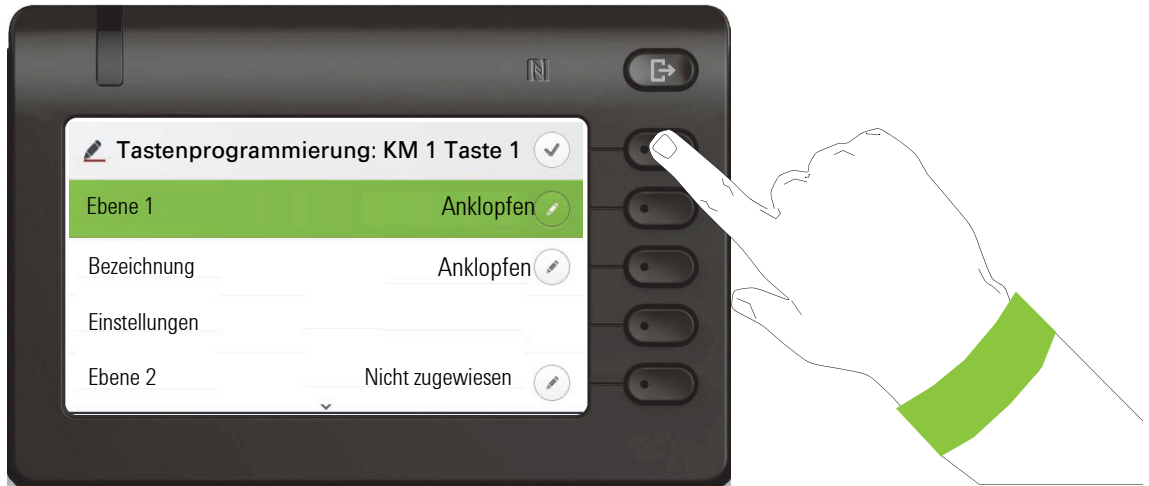 Tastenprogrammierung: KM 1 Taste 1
Ebene 1 Anklopfen
Bezeichnung Anklopfen
Einstellungen
Ebene 2 Nicht zugewiesen